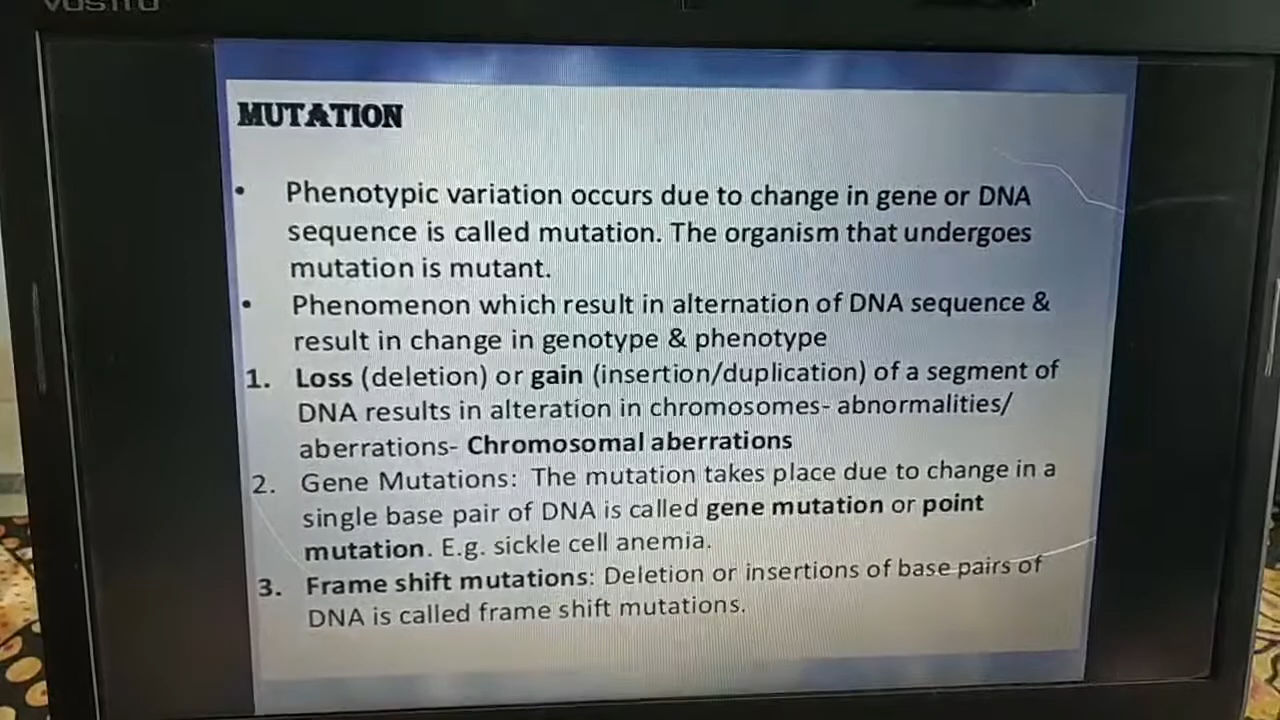 VOSTRO
MUTATION
• Phenotypic variation occurs due to change in gene or DNA
sequence is called mutation. The organism that undergoes
mutation is mutant.
• Phenomenon which result in alternation of DNA sequence &
result in change in genotype & phenotype
1. Loss (deletion) or gain (insertion/duplication) of a segment of
DNA results in alteration in chromosomes- abnormalities/
aberrations- Chromosomal aberrations
2. Gene Mutations: The mutation takes place due to change in a
single base pair of DNA is called gene mutation or point
mutation. E.g. sickle cell anemia.
3. Frame shift mutations: Deletion or insertions of base pairs of
DNA is called frame shift mutations.